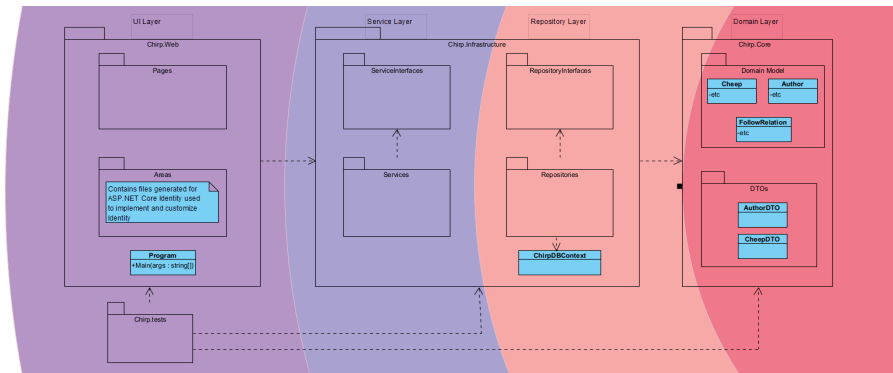 UI Layer
Service Layer
Repository Layer
Domain Layer
Chirp.Web
Chirp.Infrastructure
Chirp.Core
Pages
ServiceInterfaces
RepositoryInterfaces
Domain Model
Cheep
-etc
Author
-etc
FollowRelation
-etc
Areas
Contains files generated for
ASP.NET Core Identity used
to implement and customize
Identity
Services
Repositories
DTOs
AuthorDTO
CheepDTO
Program
+Main(args : string[])
ChirpDBContext
Chirp.tests